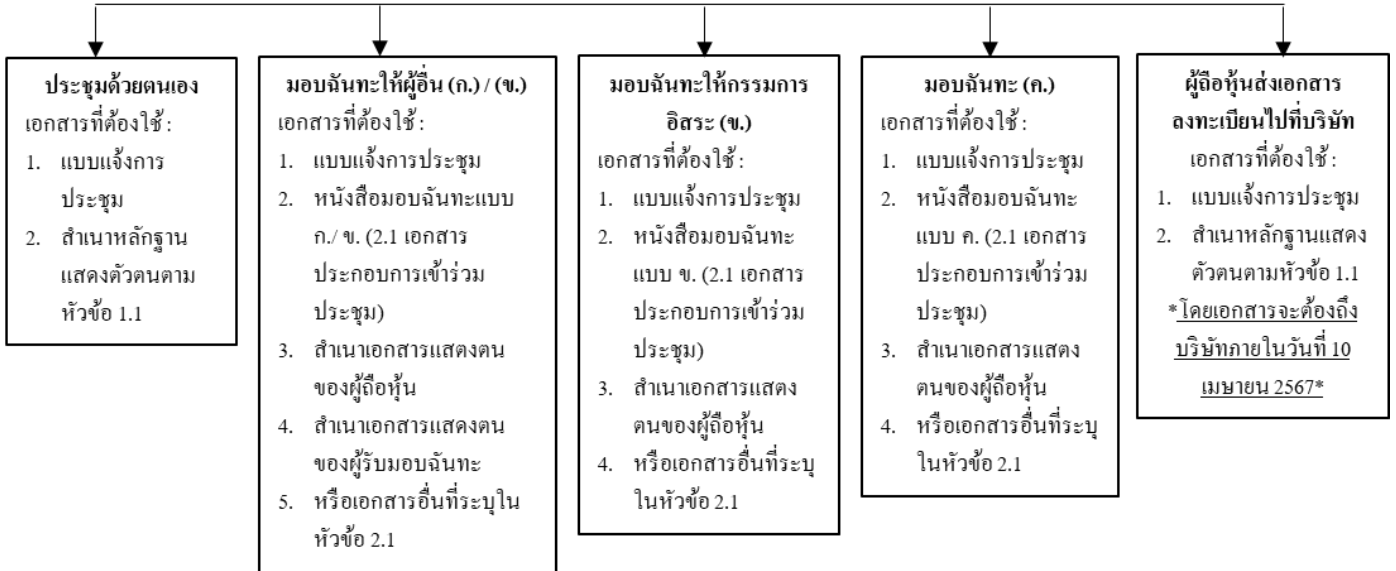 ประชุมด้วยตนเอง
เอกสารที่ต้องใช้ :
1. แบบแจ้งการ
ประชุม
2. สำเนาหลักฐาน
แสดงตัวตนตาม
หัวข้อ 1.1
มอบฉันทะให้ผู้อื่น (ก.) / (ข.)
เอกสารที่ต้องใช้ :
1. แบบแจ้งการประชุม
2. หนังสือมอบฉันทะแบบ
ก./ ข. (2.1 เอกสาร
ประกอบการเข้าร่วม
ประชุม)
3. สำเนาเอกสารแสตงตน
ของผู้ถือหุ้น
4. สำเนาเอกสารแสดงตน
ของผู้รับมอบฉันทะ
5. หรือเอกสารอื่นที่ระบุใน
หัวข้อ 2.1
มอบฉันทะให้กรรมการ
อิสระ (ข.)
เอกสารที่ต้องใช้ :
1. แบบแจ้งการประชุม
2. หนังสือมอบฉันทะ
แบบ ข. (2.1 เอกสาร
ประกอบการเข้าร่วม
ประชุม)
3. สำเนาเอกสารแสตง
ตนของผู้ถือหุ้น
4. หรือเอกสารอื่นที่ระบุ
ในหัวข้อ 2.1
มอบฉันทะ (ค.)
เอกสารที่ต้องใช้ :
1. แบบแจ้งการประชุม
2. หนังสือมอบฉันทะ
แบบ ค. (2.1 เอกสาร
ประกอบการเข้าร่วม
ประชุม)
3. สำเนาเอกสารแสตง
ตนของผู้ถือหุ้น
4. หรือเอกสารอื่นที่ระบุ
ในหัวข้อ 2.1
ผู้ถือหุ้นส่งเอกสาร
ลงทะเบียนไปที่บริษัท
เอกสารที่ต้องใช้ :
1. แบบแจ้งการประชุม
2. สำเนาหลักฐานแสดง
ตัวตนตามหัวข้อ 1.1
*โดยเอกสารจะต้องถึง
บริษัทภายในวันที่ 10
เมษายน 2567*